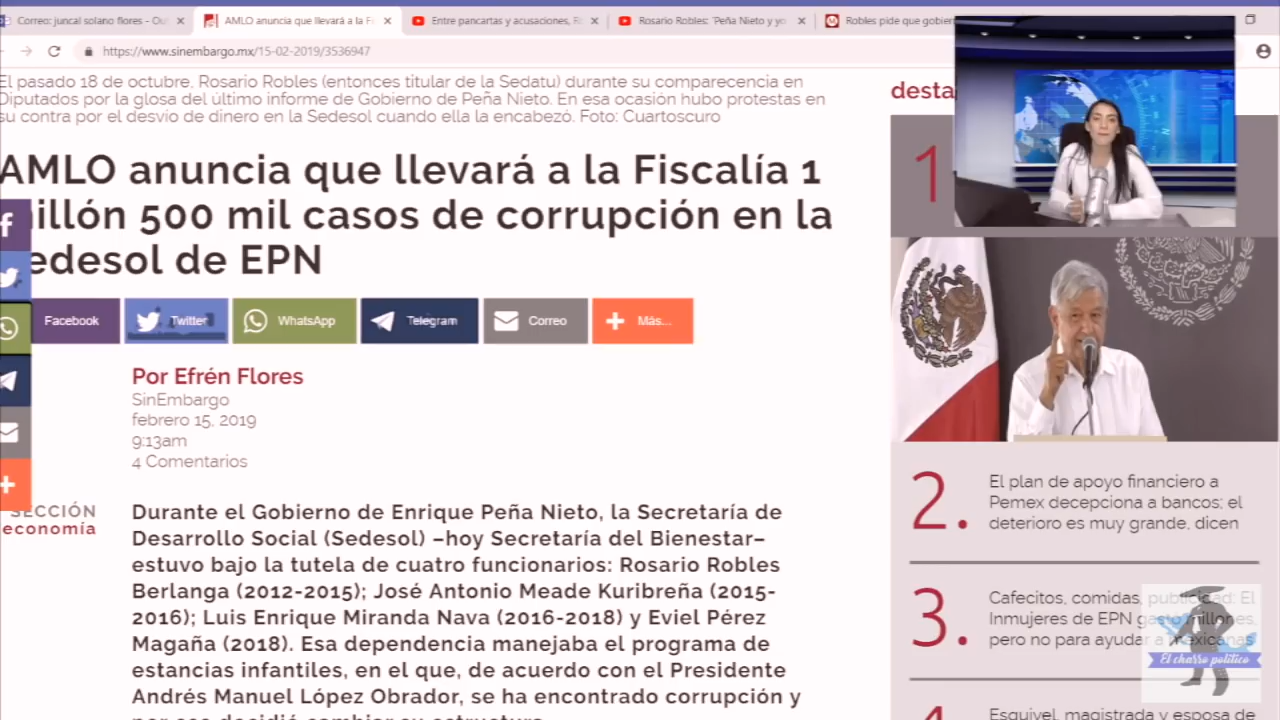 Correo: juncal solano flores - Ou
AMLO anuncia que llevará a la Fi
Entre pancartas y acusaciones, R
Rosario Robles: 'Peña Nieto y yo
Robles pide que gobier
https://www.sinembargo.mx/15-02-2019/3536947
El pasado 18 de octubre, Rosario Robles (entonces titular de la Sedatu) durante su comparecencia en
Diputados por la glosa del último informe de Gobierno de Peña Nieto. En esa ocasión hubo protestas en
su contra por el desvío de dinero en la Sedesol cuando ella la encabezó. Foto: Cuartoscuro
AMLO anuncia que llevará a la Fiscalía 1
illón 500 mil casos de corrupción en la
edesol de EPN
Facebook
Twitter
WhatsApp
Telegram
Correo
Más...
Por Efrén Flores
SinEmbargo
febrero 15, 2019
9:13am
4 Comentarios
SECCIÓN
economía
Durante el Gobierno de Enrique Peña Nieto, la Secretaría de
Desarrollo Social (Sedesol) –hoy Secretaría del Bienestar–
estuvo bajo la tutela de cuatro funcionarios: Rosario Robles
Berlanga (2012-2015); José Antonio Meade Kuribreña (2015-
2016); Luis Enrique Miranda Nava (2016-2018) y Eviel Pérez
Magaña (2018). Esa dependencia manejaba el programa de
estancias infantiles, en el que, de acuerdo con el Presidente
Andrés Manuel López Obrador, se ha encontrado corrupción y
por eso decidió cambiar su estructura.
desta
1
2.
El plan de apoyo financiero a
Pemex decepciona a bancos; el
deterioro es muy grande, dicen
3.
Cafecitos, comidas, publicidad: El
Inmujeres de EPN gastó millones,
pero no para ayudar a mexicanas
El charro político
Esquivel, magistrada y esposa de